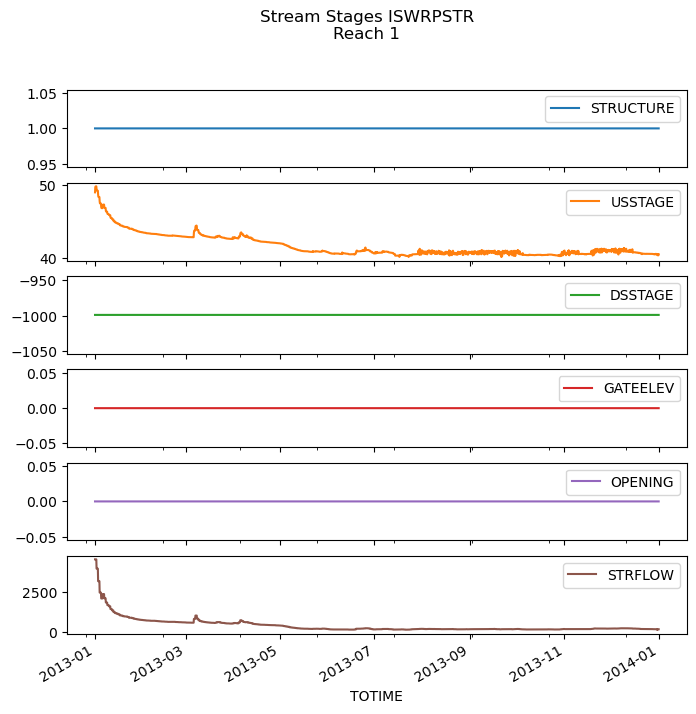 Stream Stages ISWRPSTR
Reach 1
1.05
1.00
0.95
STRUCTURE
50
40
USSTAGE
−950
−1000
−1050
DSSTAGE
0.05
0.00
−0.05
GATEELEV
0.05
0.00
−0.05
OPENING
2500
0
STRFLOW
2013-01
2013-03
2013-05
2013-07
2013-09
2013-11
2014-01
TOTIME